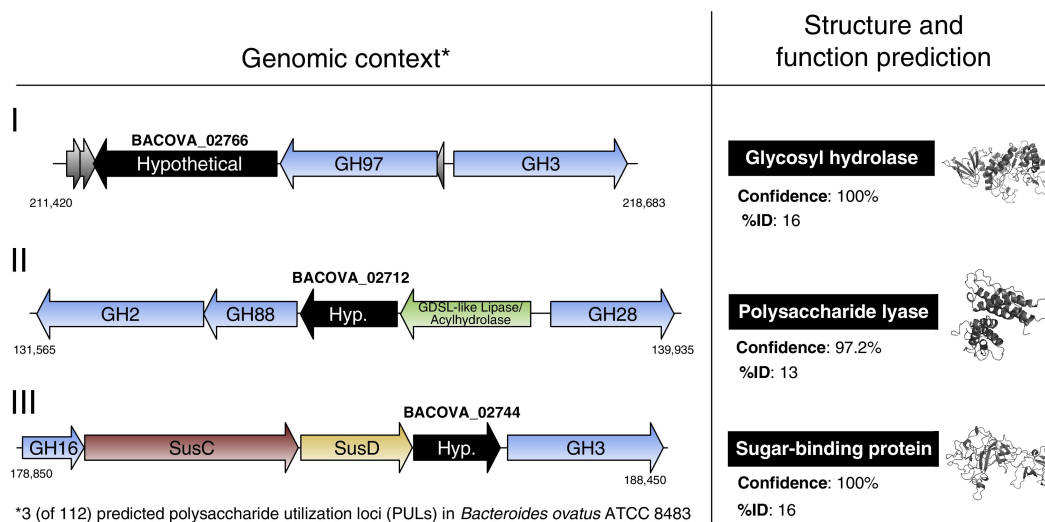 Genomic context*
Structure and
function prediction
I
BACOVA_02766
Hypothetical
GH97
GH3
211,420
218,683
Glycosyl hydrolase
Confidence: 100%
%ID: 16
II
BACOVA_02712
GH2
GH88
Hyp.
GDSL-like Lipase/
Acylhydrolase
GH28
131,565
139,935
Polysaccharide lyase
Confidence: 97.2%
%ID: 13
III
BACOVA_02744
GH16
SusC
SusD
Hyp.
GH3
178,850
188,450
Sugar-binding protein
Confidence: 100%
%ID: 16
*3 (of 112) predicted polysaccharide utilization loci (PULs) in Bacteroides ovatus ATCC 8483